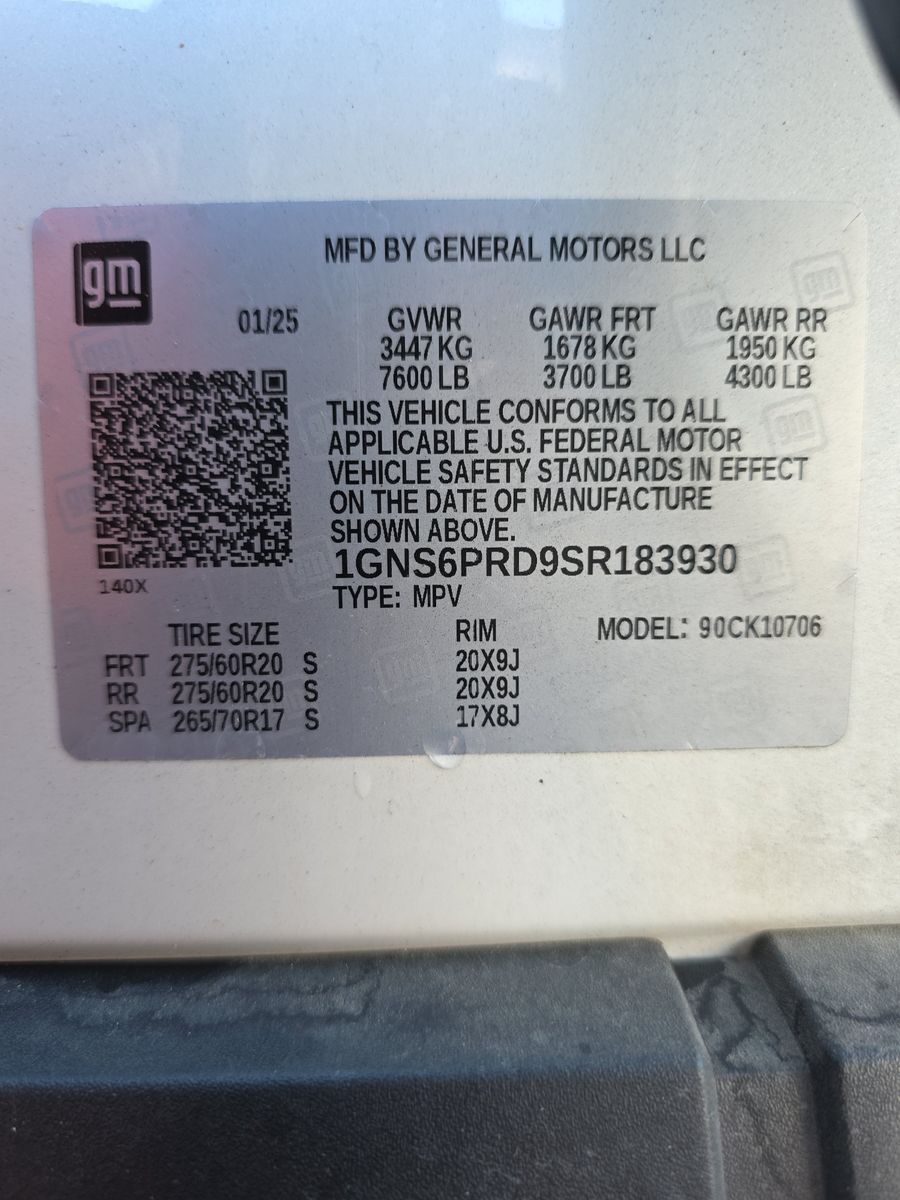 gm
MFD BY GENERAL MOTORS LLC
01/25 GVWR GAWR FRT GAWR RR
3447 KG 1678 KG 1950 KG
7600 LB 3700 LB 4300 LB
THIS VEHICLE CONFORMS TO ALL
APPLICABLE U.S. FEDERAL MOTOR
VEHICLE SAFETY STANDARDS IN EFFECT
ON THE DATE OF MANUFACTURE
SHOWN ABOVE.
1GNS6PRD9SR183930
140X
TYPE: MPV
TIRE SIZE RIM MODEL: 90CK10706
FRT 275/60R20 S 20X9J
RR 275/60R20 S 20X9J
SPA 265/70R17 S 17X8J